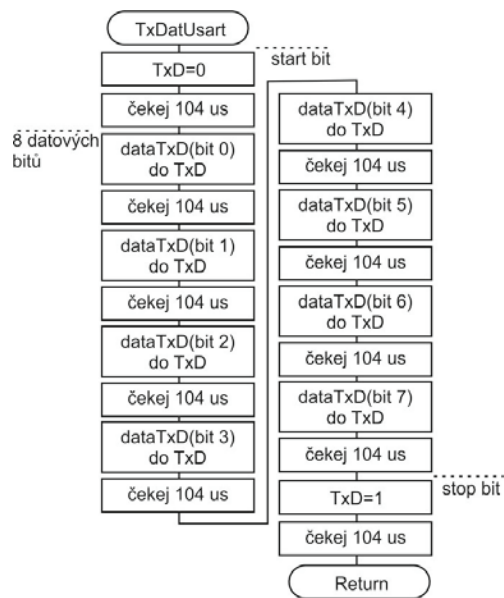 TxDatUsart
start bit
TxD=0
čekej 104 us
8 datových
bitů
dataTxD(bit 0)
do TxD
čekej 104 us
dataTxD(bit 1)
do TxD
čekej 104 us
dataTxD(bit 2)
do TxD
čekej 104 us
dataTxD(bit 3)
do TxD
čekej 104 us
dataTxD(bit 4)
do TxD
čekej 104 us
dataTxD(bit 5)
do TxD
čekej 104 us
dataTxD(bit 6)
do TxD
čekej 104 us
dataTxD(bit 7)
do TxD
čekej 104 us
TxD=1
stop bit
čekej 104 us
Return